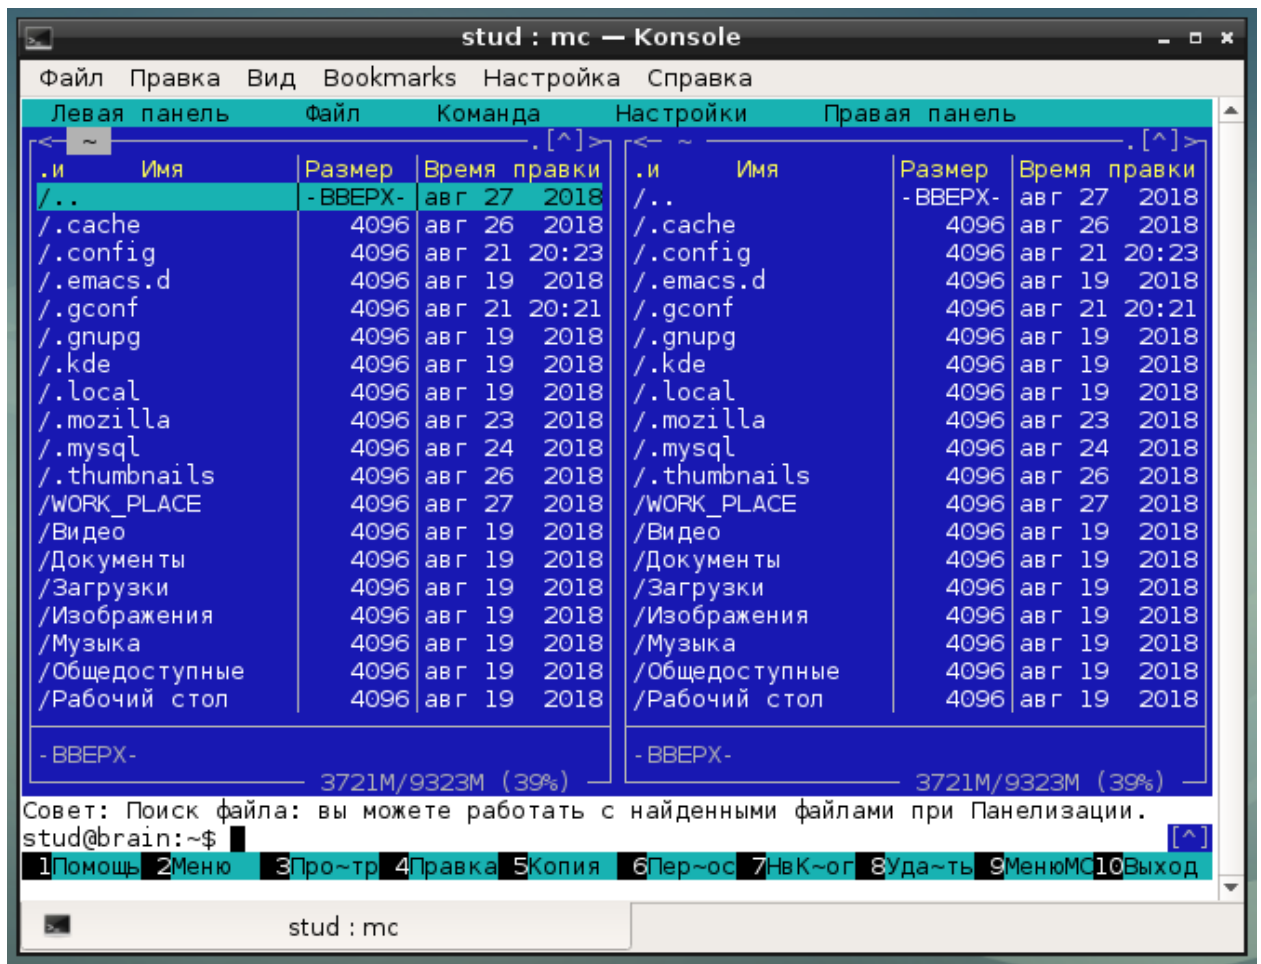 stud : mc — Konsole
Файл Правка Вид Bookmarks Настройка Справка
Левая панель Файл Команда Настройки Правая панель
<— ~ .[^]> <— ~ .[^]>
.и Имя Размер Время правки .и Имя Размер Время правки
/.. -ВВЕРХ- авг 27 2018 /.. -ВВЕРХ- авг 27 2018
/.cache 4096 авг 26 2018 /.cache 4096 авг 26 2018
/.config 4096 авг 21 20:23 /.config 4096 авг 21 20:23
/.emacs.d 4096 авг 19 2018 /.emacs.d 4096 авг 19 2018
/.gconf 4096 авг 21 20:21 /.gconf 4096 авг 21 20:21
/.gnupg 4096 авг 19 2018 /.gnupg 4096 авг 19 2018
/.kde 4096 авг 19 2018 /.kde 4096 авг 19 2018
/.local 4096 авг 19 2018 /.local 4096 авг 19 2018
/.mozilla 4096 авг 23 2018 /.mozilla 4096 авг 23 2018
/.mysql 4096 авг 24 2018 /.mysql 4096 авг 24 2018
/.thumbnails 4096 авг 26 2018 /.thumbnails 4096 авг 26 2018
/WORK_PLACE 4096 авг 27 2018 /WORK_PLACE 4096 авг 27 2018
/Видео 4096 авг 19 2018 /Видео 4096 авг 19 2018
/Документы 4096 авг 19 2018 /Документы 4096 авг 19 2018
/Загрузки 4096 авг 19 2018 /Загрузки 4096 авг 19 2018
/Изображения 4096 авг 19 2018 /Изображения 4096 авг 19 2018
/Музыка 4096 авг 19 2018 /Музыка 4096 авг 19 2018
/Общедоступные 4096 авг 19 2018 /Общедоступные 4096 авг 19 2018
/Рабочий стол 4096 авг 19 2018 /Рабочий стол 4096 авг 19 2018
-ВВЕРХ- -ВВЕРХ-
3721M/9323M (39%) 3721M/9323M (39%)
Совет: Поиск файла: вы можете работать с найденными файлами при Панелизации.
stud@brain:~$ [^]
1Помощь 2Меню 3Про~тр 4Правка 5Копия 6Пер~ос 7НвК~ог 8Уда~ть 9МенюМС 10Выход
stud : mc